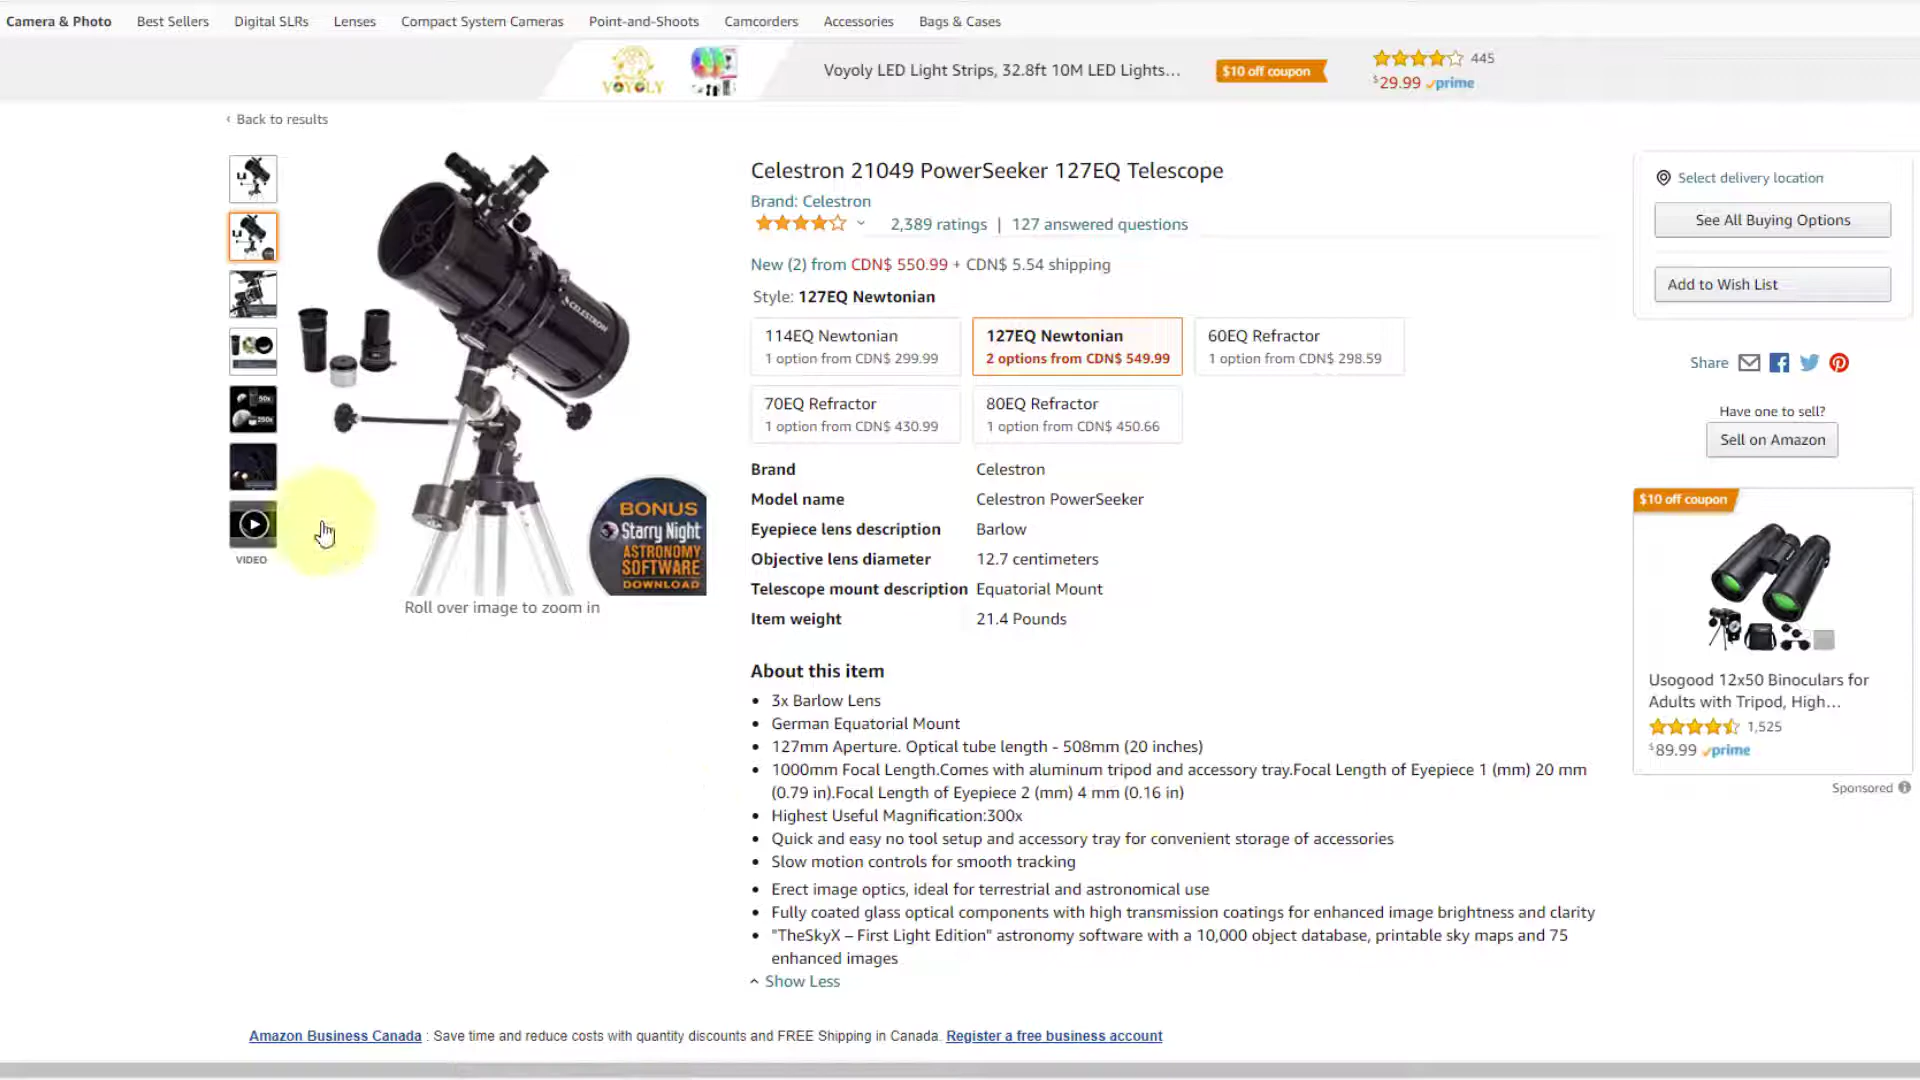 Camera & Photo Best Sellers Digital SLRs Lenses Compact System Cameras Point-and-Shoots Camcorders Accessories Bags & Cases
VOYOLY
Voyoly LED Light Strips, 32.8ft 10M LED Lights...
$10 off coupon
445
$29.99 prime
‹ Back to results
Celestron 21049 PowerSeeker 127EQ Telescope
Brand: Celestron
2,389 ratings | 127 answered questions
New (2) from CDN$ 550.99 + CDN$ 5.54 shipping
Style: 127EQ Newtonian
114EQ Newtonian
1 option from CDN$ 299.99
127EQ Newtonian
2 options from CDN$ 549.99
60EQ Refractor
1 option from CDN$ 298.59
70EQ Refractor
1 option from CDN$ 430.99
80EQ Refractor
1 option from CDN$ 450.66
Brand Celestron
Model name Celestron PowerSeeker
Eyepiece lens description Barlow
Objective lens diameter 12.7 centimeters
Telescope mount description Equatorial Mount
Item weight 21.4 Pounds
About this item
• 3x Barlow Lens
• German Equatorial Mount
• 127mm Aperture. Optical tube length - 508mm (20 inches)
• 1000mm Focal Length.Comes with aluminum tripod and accessory tray.Focal Length of Eyepiece 1 (mm) 20 mm
(0.79 in).Focal Length of Eyepiece 2 (mm) 4 mm (0.16 in)
• Highest Useful Magnification:300x
• Quick and easy no tool setup and accessory tray for convenient storage of accessories
• Slow motion controls for smooth tracking
• Erect image optics, ideal for terrestrial and astronomical use
• Fully coated glass optical components with high transmission coatings for enhanced image brightness and clarity
• "TheSkyX – First Light Edition" astronomy software with a 10,000 object database, printable sky maps and 75
enhanced images
Show Less
CELESTRON
BONUS
Starry Night
ASTRONOMY
SOFTWARE
DOWNLOAD
50x
250x
VIDEO
Roll over image to zoom in
Select delivery location
See All Buying Options
Add to Wish List
Share
Have one to sell?
Sell on Amazon
$10 off coupon
Usogood 12x50 Binoculars for
Adults with Tripod, High...
1,525
$89.99 prime
Sponsored
Amazon Business Canada : Save time and reduce costs with quantity discounts and FREE Shipping in Canada. Register a free business account